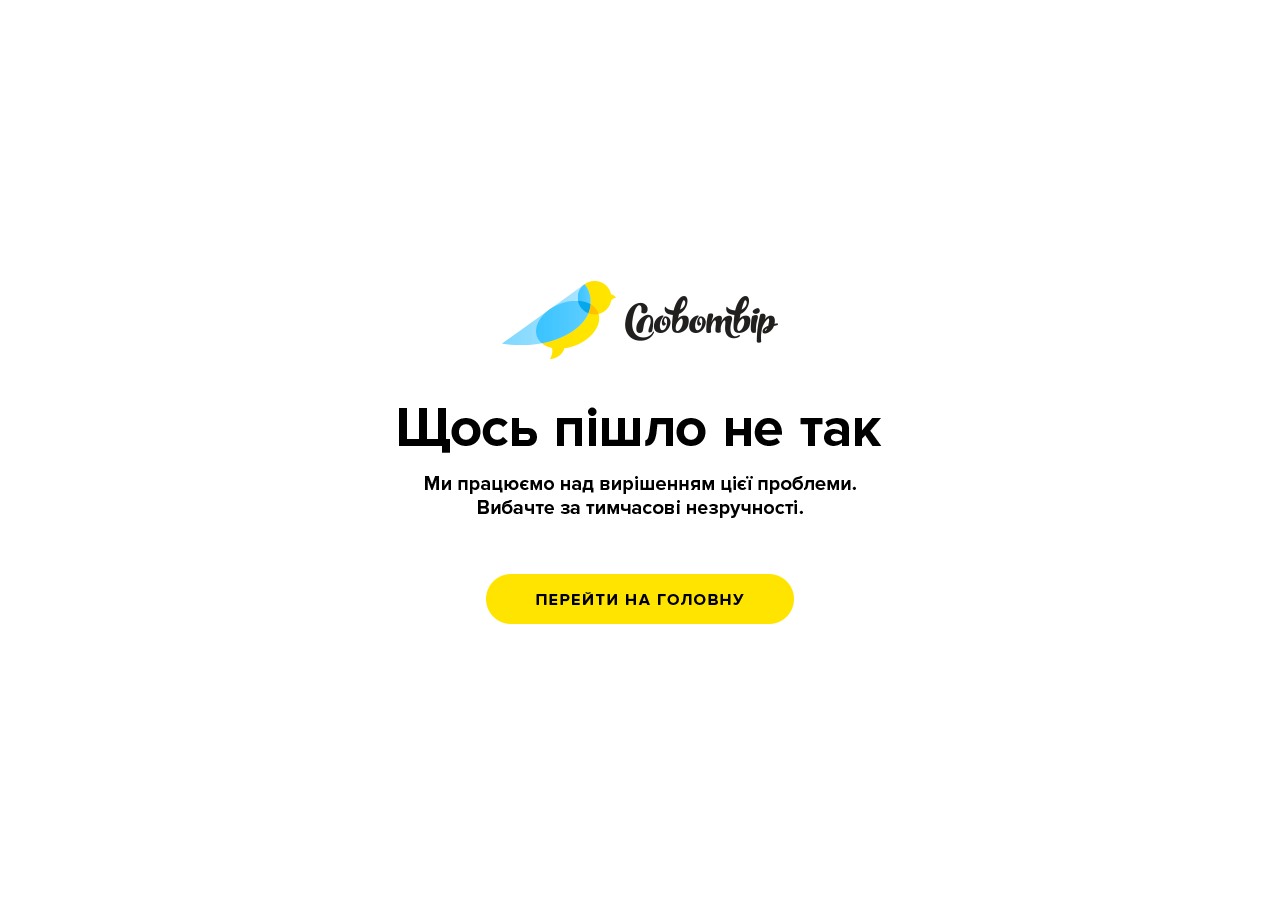 Словотвір
Щось пішло не так
Ми працюємо над вирішенням цієї проблеми.
Вибачте за тимчасові незручності.
ПЕРЕЙТИ НА ГОЛОВНУ